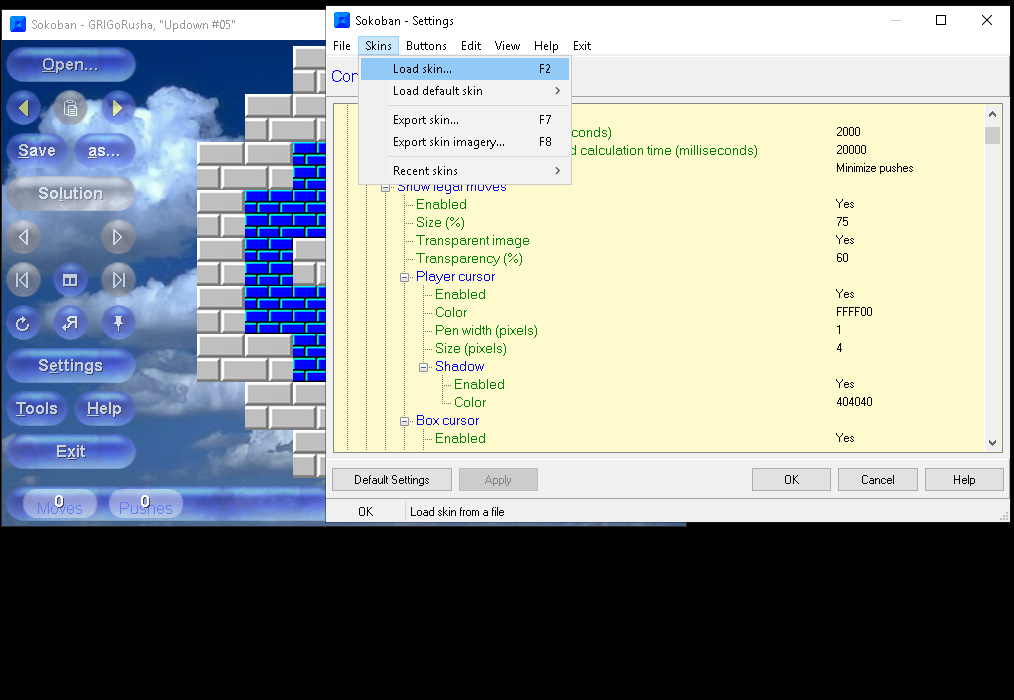 Sokoban - GRIGoRusha, "Updown #05"
Open...
Save as...
Solution
Settings
Tools Help
Exit
0 0
Moves Pushes
Sokoban - Settings
File Skins Buttons Edit View Help Exit
Load skin... F2
Load default skin
Export skin... F7
Export skin imagery... F8
Recent skins
2000
d calculation time (milliseconds) 20000
Minimize pushes
Show legal moves
Enabled Yes
Size (%) 75
Transparent image Yes
Transparency (%) 60
Player cursor
Enabled Yes
Color FFFF00
Pen width (pixels) 1
Size (pixels) 4
Shadow
Enabled Yes
Color 404040
Box cursor
Enabled Yes
Default Settings Apply OK Cancel Help
OK Load skin from a file